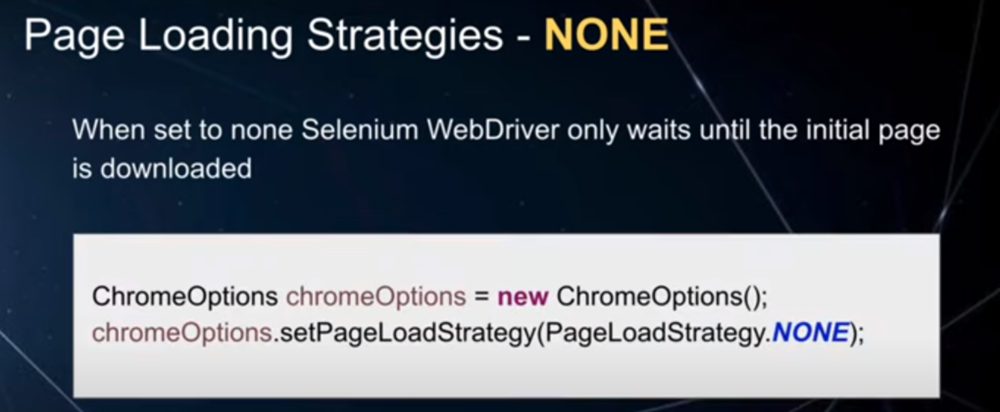 Page Loading Strategies - NONE
When set to none Selenium WebDriver only waits until the initial page
is downloaded
ChromeOptions chromeOptions = new ChromeOptions();
chromeOptions.setPageLoadStrategy(PageLoadStrategy.NONE);